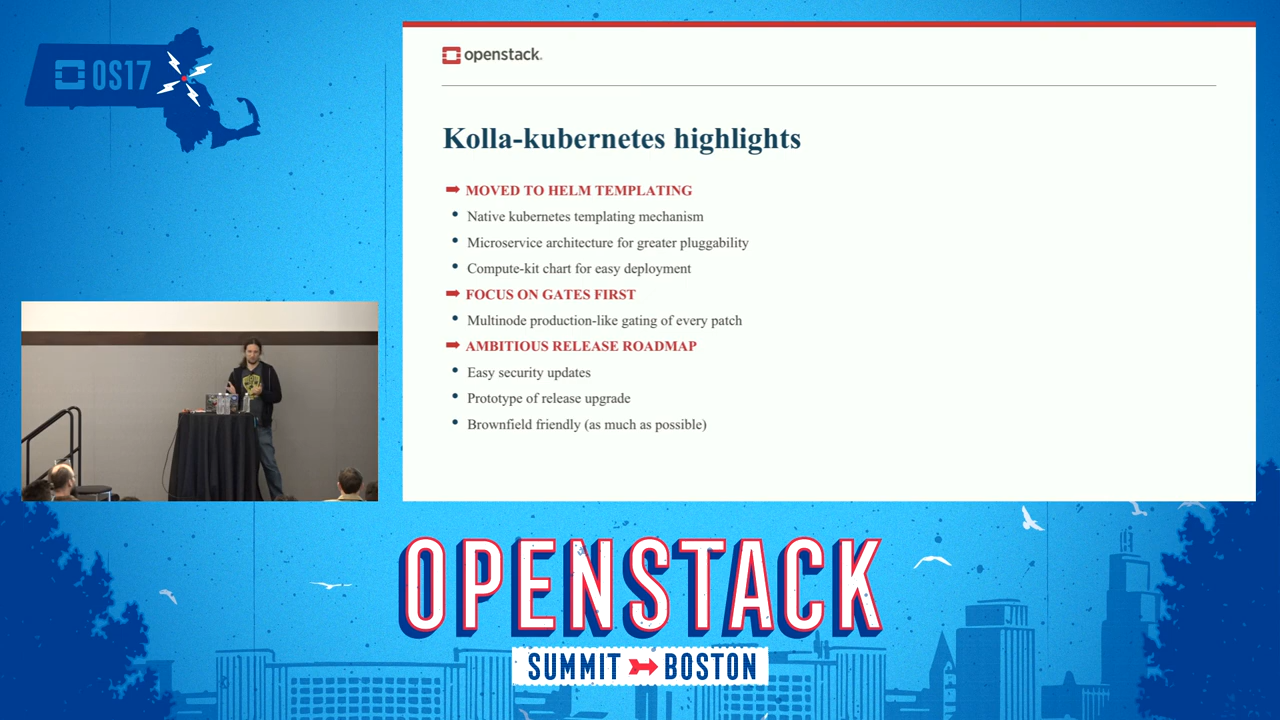 OS17
openstack.
Kolla-kubernetes highlights
MOVED TO HELM TEMPLATING
Native kubernetes templating mechanism
Microservice architecture for greater pluggability
Compute-kit chart for easy deployment
FOCUS ON GATES FIRST
Multinode production-like gating of every patch
AMBITIOUS RELEASE ROADMAP
Easy security updates
Prototype of release upgrade
Brownfield friendly (as much as possible)
OPENSTACK
SUMMIT BOSTON